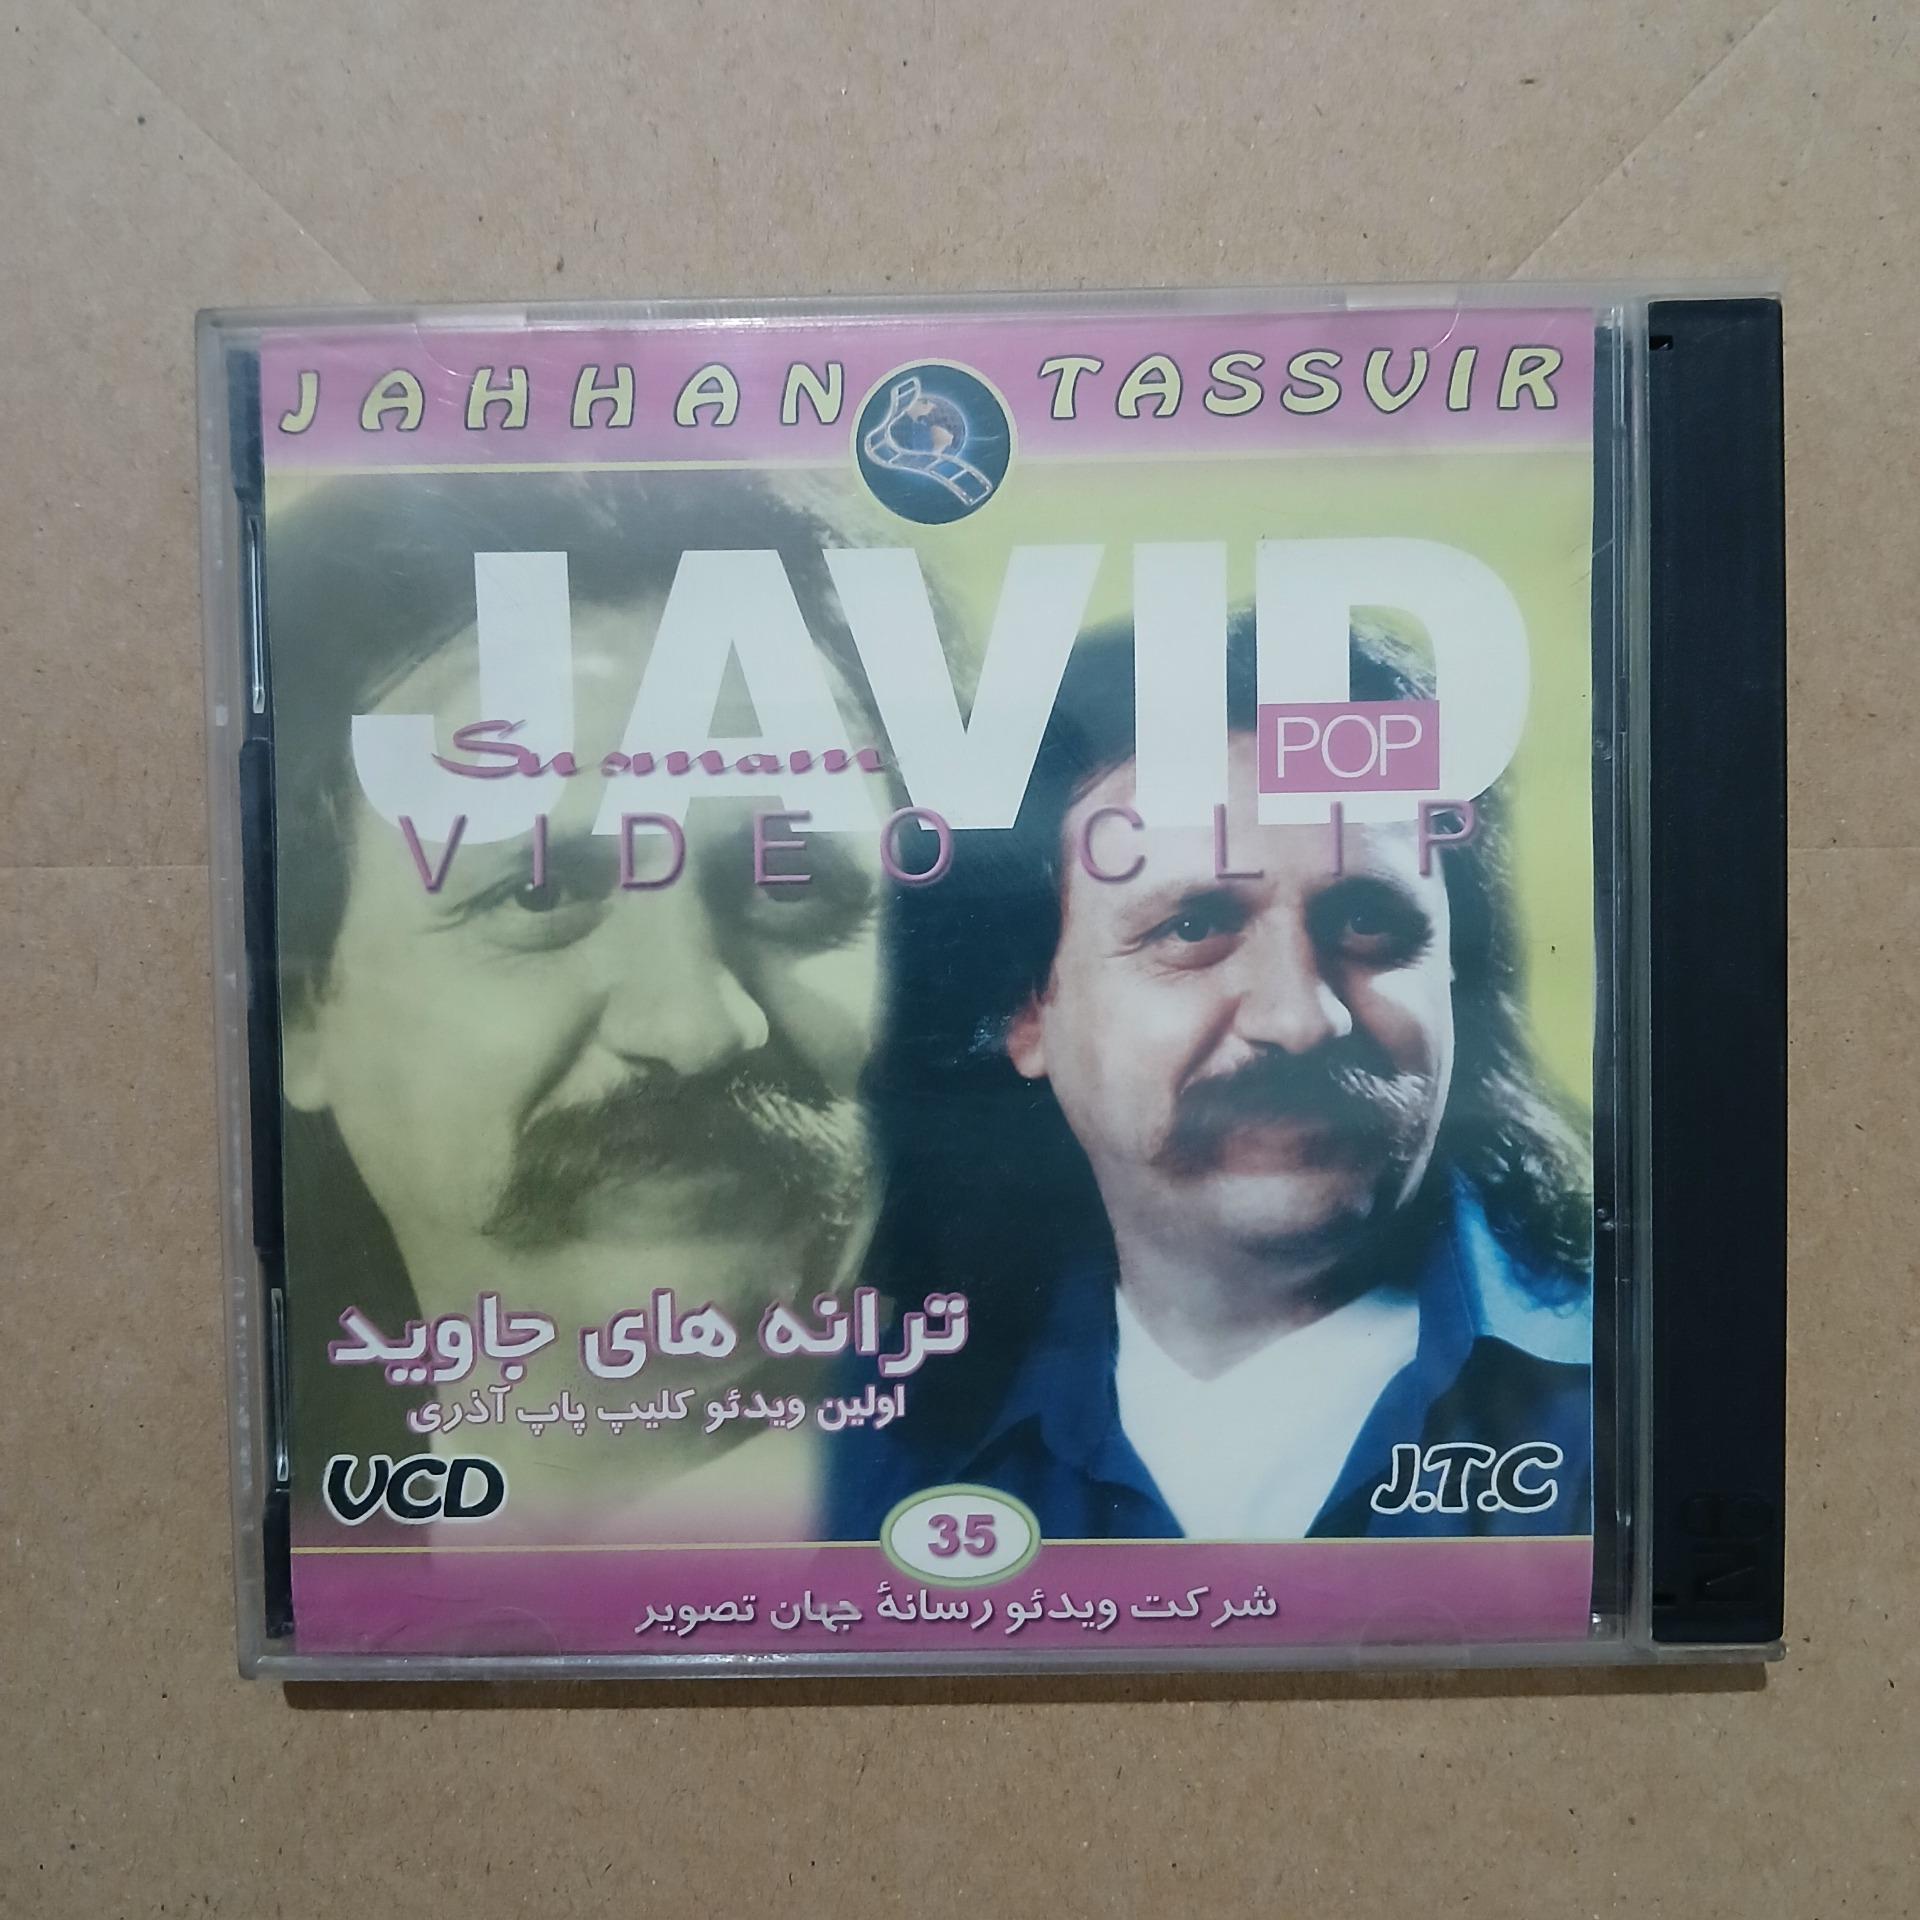 JAHHAN TASSVIR
JAVID
POP
VIDEO CLIP
ترانه های جاوید
اولین ویدئو کلیپ پاپ آذری
VCD
J.T.C
35
شرکت ویدئو رسانهٔ جهان تصویر